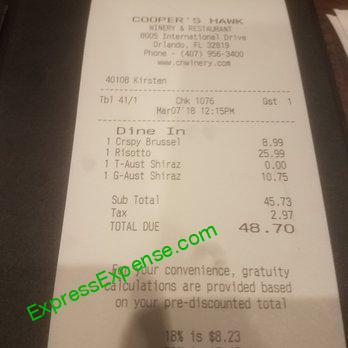 COOPER'S HAWK
WINERY & RESTAURANT
8005 International Drive
Orlando, FL 32819
Phone - (407) 956-3400
www.chwinery.com
40108 Kirsten
Tbl 41/1 Chk 1076 Gst 1
Mar07'18 12:15PM
Dine In
1 Crspy Brussel 8.99
1 Risotto 25.99
1 T-Aust Shiraz 0.00
1 G-Aust Shiraz 10.75
Sub Total 45.73
Tax 2.97
TOTAL DUE 48.70
For your convenience, gratuity
calculations are provided based
on your pre-discounted total
18% is $8.23
ExpressExpense.com